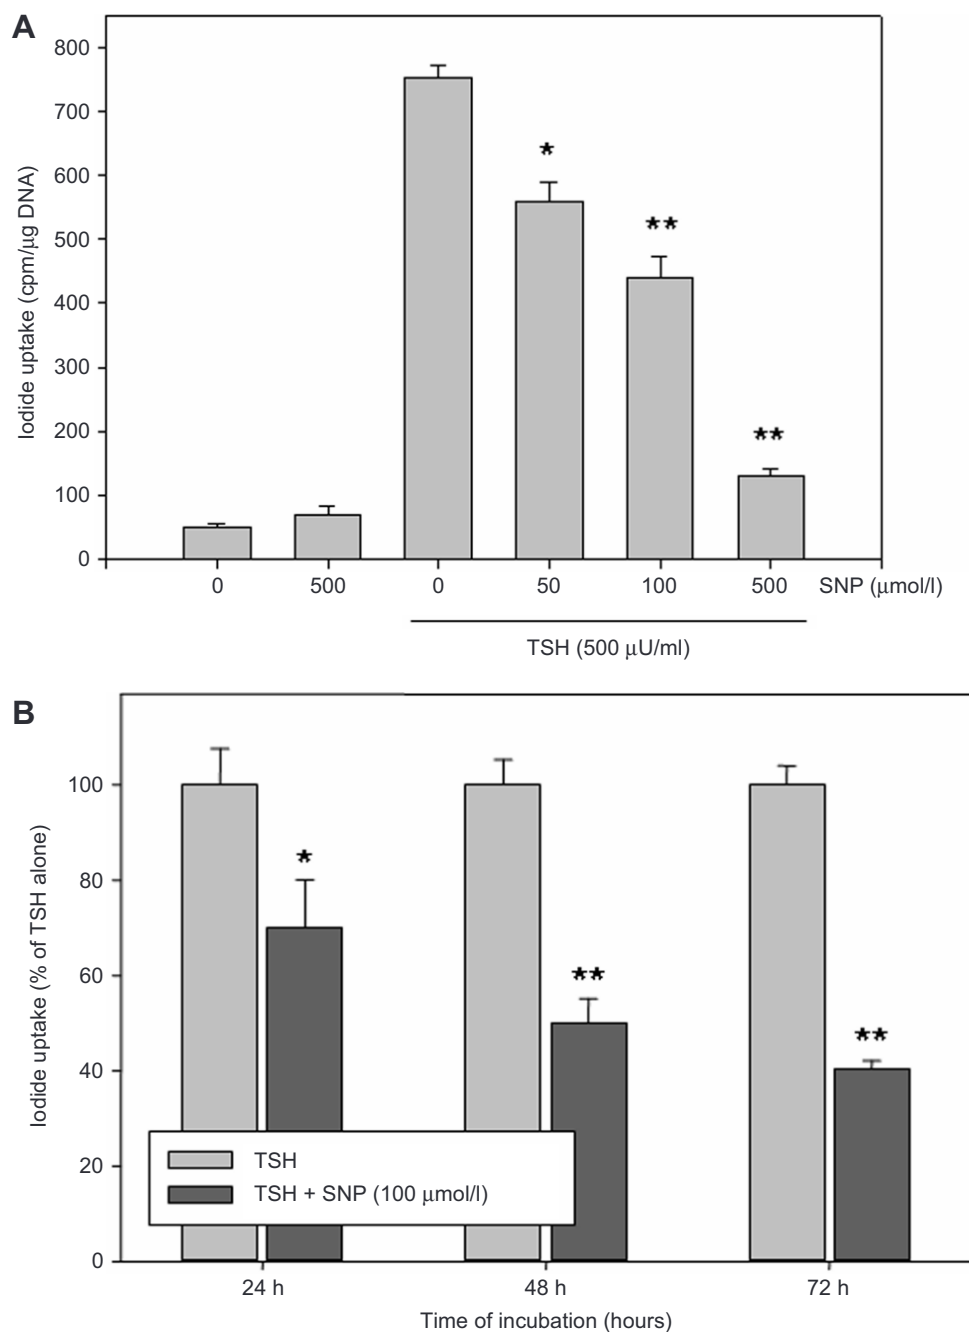 A
800
700
600
500
400
300
200
100
0
Iodide uptake (cpm/μg DNA)
*
**
**
0 500 0 50 100 500 SNP (μmol/l)
TSH (500 μU/ml)
B
100
80
60
40
20
0
Iodide uptake (% of TSH alone)
*
**
**
TSH
TSH + SNP (100 μmol/l)
24 h 48 h 72 h
Time of incubation (hours)